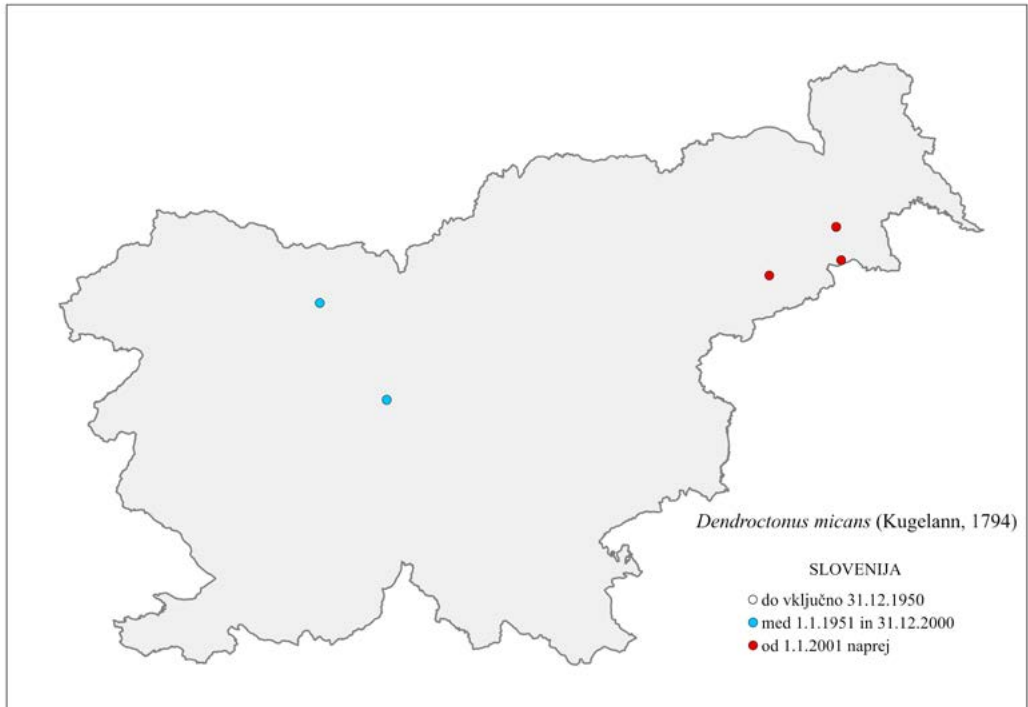 Dendroctonus micans (Kugelann, 1794)
SLOVENIJA
do vključno 31.12.1950
med 1.1.1951 in 31.12.2000
od 1.1.2001 naprej